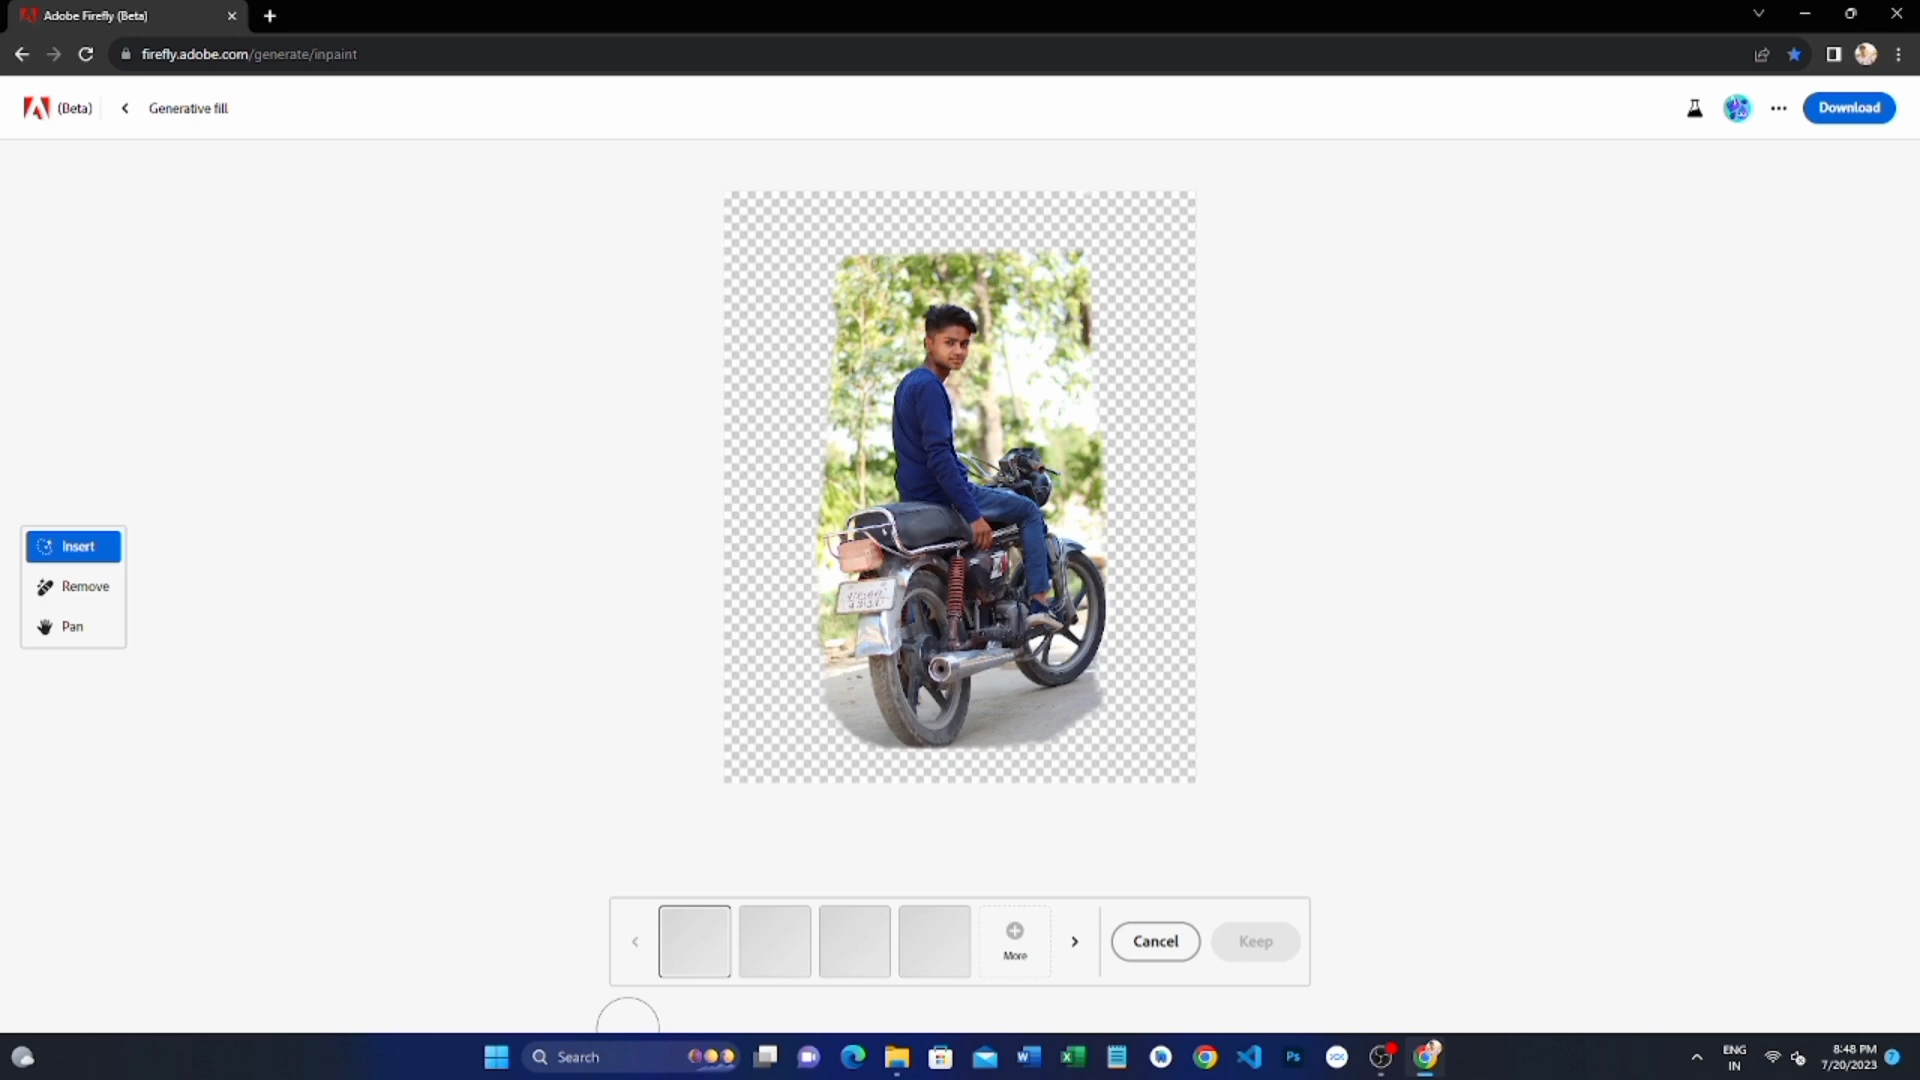 Adobe Firefly (Beta)
firefly.adobe.com/generate/inpaint
(Beta)
Generative fill
Download
Insert
Remove
Pan
More
Cancel
Keep
Search
ENG
IN
8:48 PM
7/20/2023
7